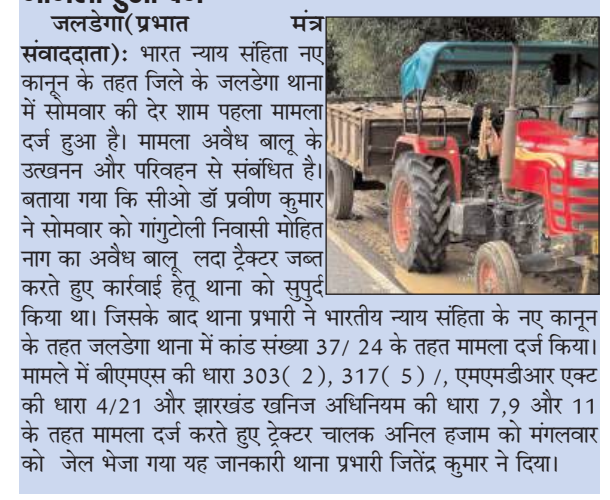 जलडेगा(प्रभात मंत्र
संवाददाता): भारत न्याय संहिता नए
कानून के तहत जिले के जलडेगा थाना
में सोमवार की देर शाम पहला मामला
दर्ज हुआ है। मामला अवैध बालू के
उत्खनन और परिवहन से संबंधित है।
बताया गया कि सीओ डॉ प्रवीण कुमार
ने सोमवार को गांगुटोली निवासी मोहित
नाग का अवैध बालू लदा ट्रैक्टर जब्त
करते हुए कार्रवाई हेतू थाना को सुपुर्द
किया था। जिसके बाद थाना प्रभारी ने भारतीय न्याय संहिता के नए कानून
के तहत जलडेगा थाना में कांड संख्या 37/ 24 के तहत मामला दर्ज किया।
मामले में बीएमएस की धारा 303( 2), 317( 5) /, एमएमडीआर एक्ट
की धारा 4/21 और झारखंड खनिज अधिनियम की धारा 7,9 और 11
के तहत मामला दर्ज करते हुए ट्रेक्टर चालक अनिल हजाम को मंगलवार
को जेल भेजा गया यह जानकारी थाना प्रभारी जितेंद्र कुमार ने दिया।